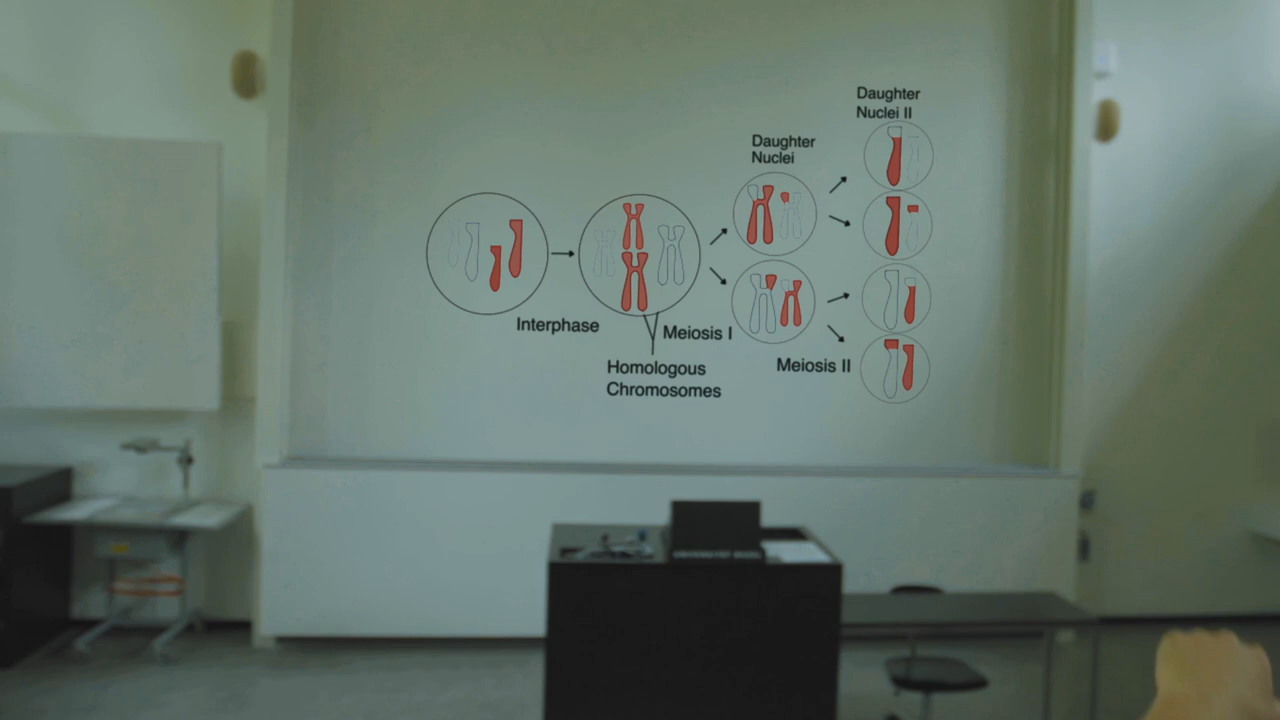 Daughter
Nuclei II
Daughter
Nuclei
Interphase
Meiosis I
Homologous
Chromosomes
Meiosis II